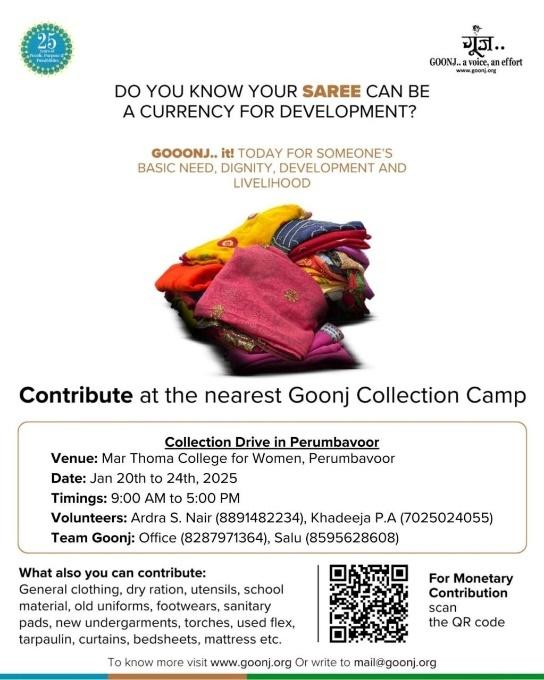 25
Years of
People, Purpose &
Possibilities
गूंज..
GOONJ.. a voice, an effort
www.goonj.org
DO YOU KNOW YOUR SAREE CAN BE
A CURRENCY FOR DEVELOPMENT?
GOOONJ.. it! TODAY FOR SOMEONE'S
BASIC NEED, DIGNITY, DEVELOPMENT AND
LIVELIHOOD
Contribute at the nearest Goonj Collection Camp
Collection Drive in Perumbavoor
Venue: Mar Thoma College for Women, Perumbavoor
Date: Jan 20th to 24th, 2025
Timings: 9:00 AM to 5:00 PM
Volunteers: Ardra S. Nair (8891482234), Khadeeja P.A (7025024055)
Team Goonj: Office (8287971364), Salu (8595628608)
What also you can contribute:
General clothing, dry ration, utensils, school
material, old uniforms, footwears, sanitary
pads, new undergarments, torches, used flex,
tarpaulin, curtains, bedsheets, mattress etc.
For Monetary
Contribution
scan
the QR code
To know more visit www.goonj.org Or write to mail@goonj.org